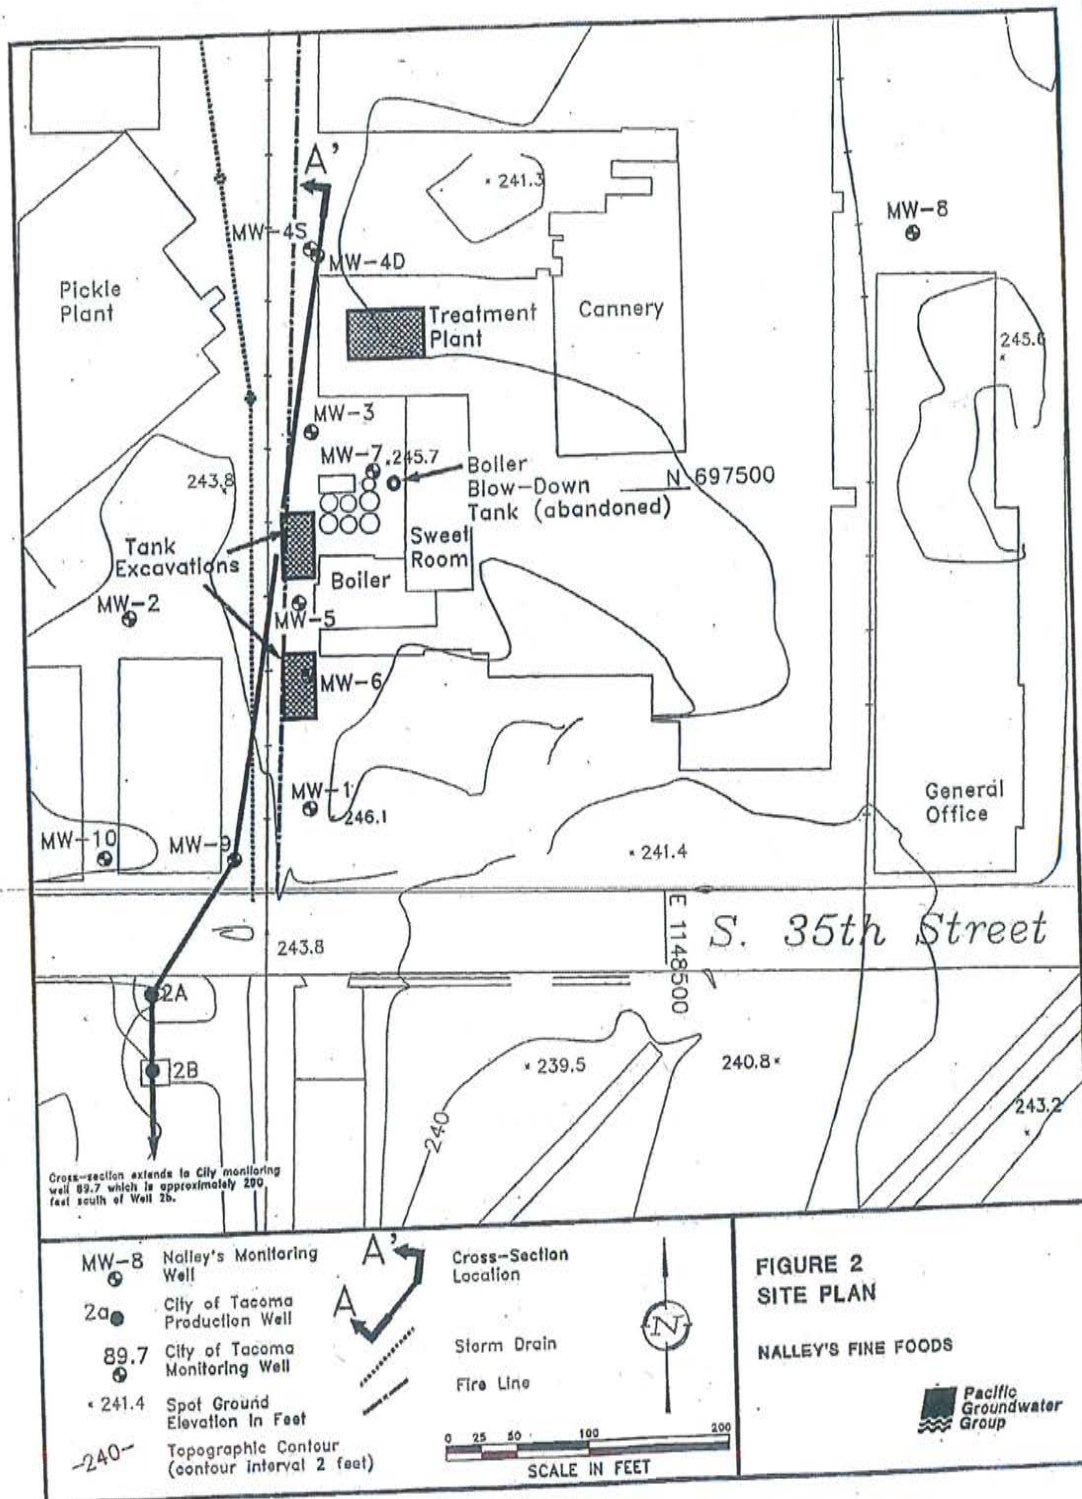 A'
× 241.3
MW-8
MW-4S
MW-4D
Pickle
Plant
Treatment
Plant
Cannery
245.6
×
MW-3
MW-7
× 245.7
Boiler
Blow-Down
Tank (abandoned)
N 697500
243.8
×
Tank
Excavations
Sweet
Room
Boiler
MW-2
MW-5
MW-6
MW-1
× 246.1
General
Office
MW-10
MW-9
× 241.4
E 1148500
S. 35th Street
243.8
2A
2B
× 239.5
240.8 ×
240
243.2
×
Cross-section extends to City monitoring
well 89.7 which is approximately 200
feet south of Well 2b.
MW-8 Nalley's Monitoring
Well
2a City of Tacoma
Production Well
89.7 City of Tacoma
Monitoring Well
× 241.4 Spot Ground
Elevation In Feet
-240- Topographic Contour
(contour interval 2 feet)
A'
A
Cross-Section
Location
Storm Drain
Fire Line
N
0 25 50 100 200
SCALE IN FEET
FIGURE 2
SITE PLAN
NALLEY'S FINE FOODS
Pacific
Groundwater
Group